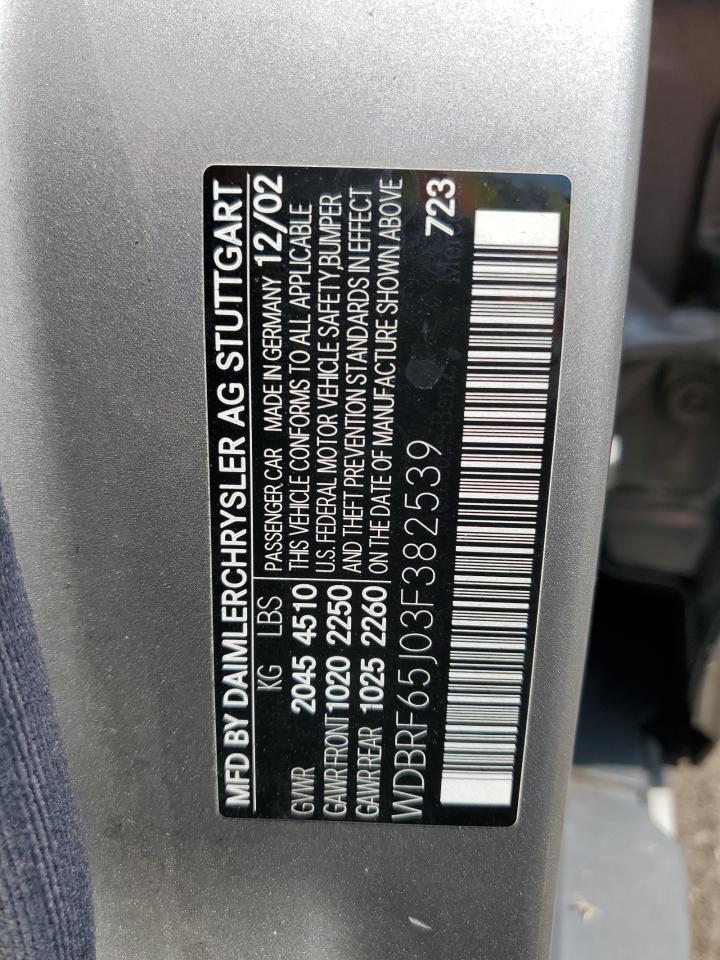 MFD BY DAIMLERCHRYSLER AG STUTTGART
KG LBS
GVWR 2045 4510
GAWR FRONT 1020 2250
GAWR REAR 1025 2260
PASSENGER CAR MADE IN GERMANY 12/02
THIS VEHICLE CONFORMS TO ALL APPLICABLE
U.S. FEDERAL MOTOR VEHICLE SAFETY,BUMPER
AND THEFT PREVENTION STANDARDS IN EFFECT
ON THE DATE OF MANUFACTURE SHOWN ABOVE
WDBRF65J03F382539
723